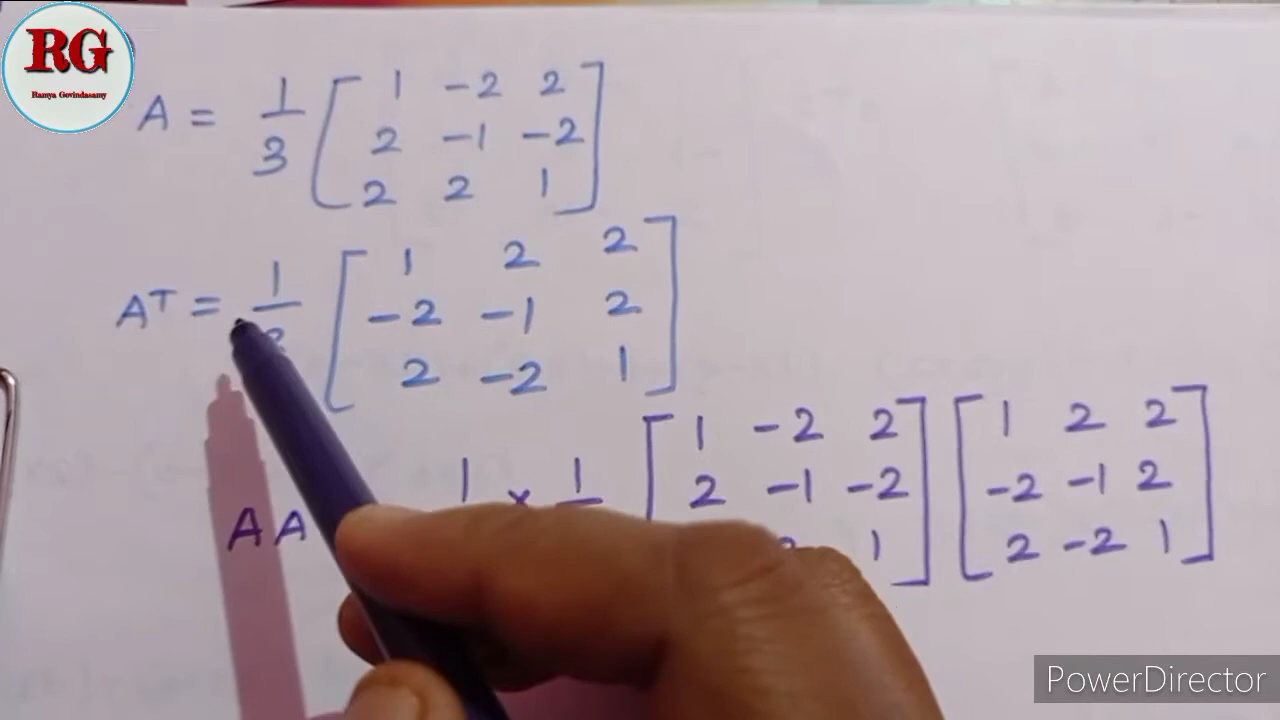 RG
Ramya Govindasamy
A = 1/3 [ 1 -2 2
2 -1 -2
2 2 1 ]
Aᵀ = 1/ [ 1 2 2
-2 -1 2
2 -2 1 ]
A A 1 × 1 [ 1 -2 2 ] [ 1 2 2
2 -1 -2 -2 -1 2
1 ] 2 -2 1 ]
PowerDirector